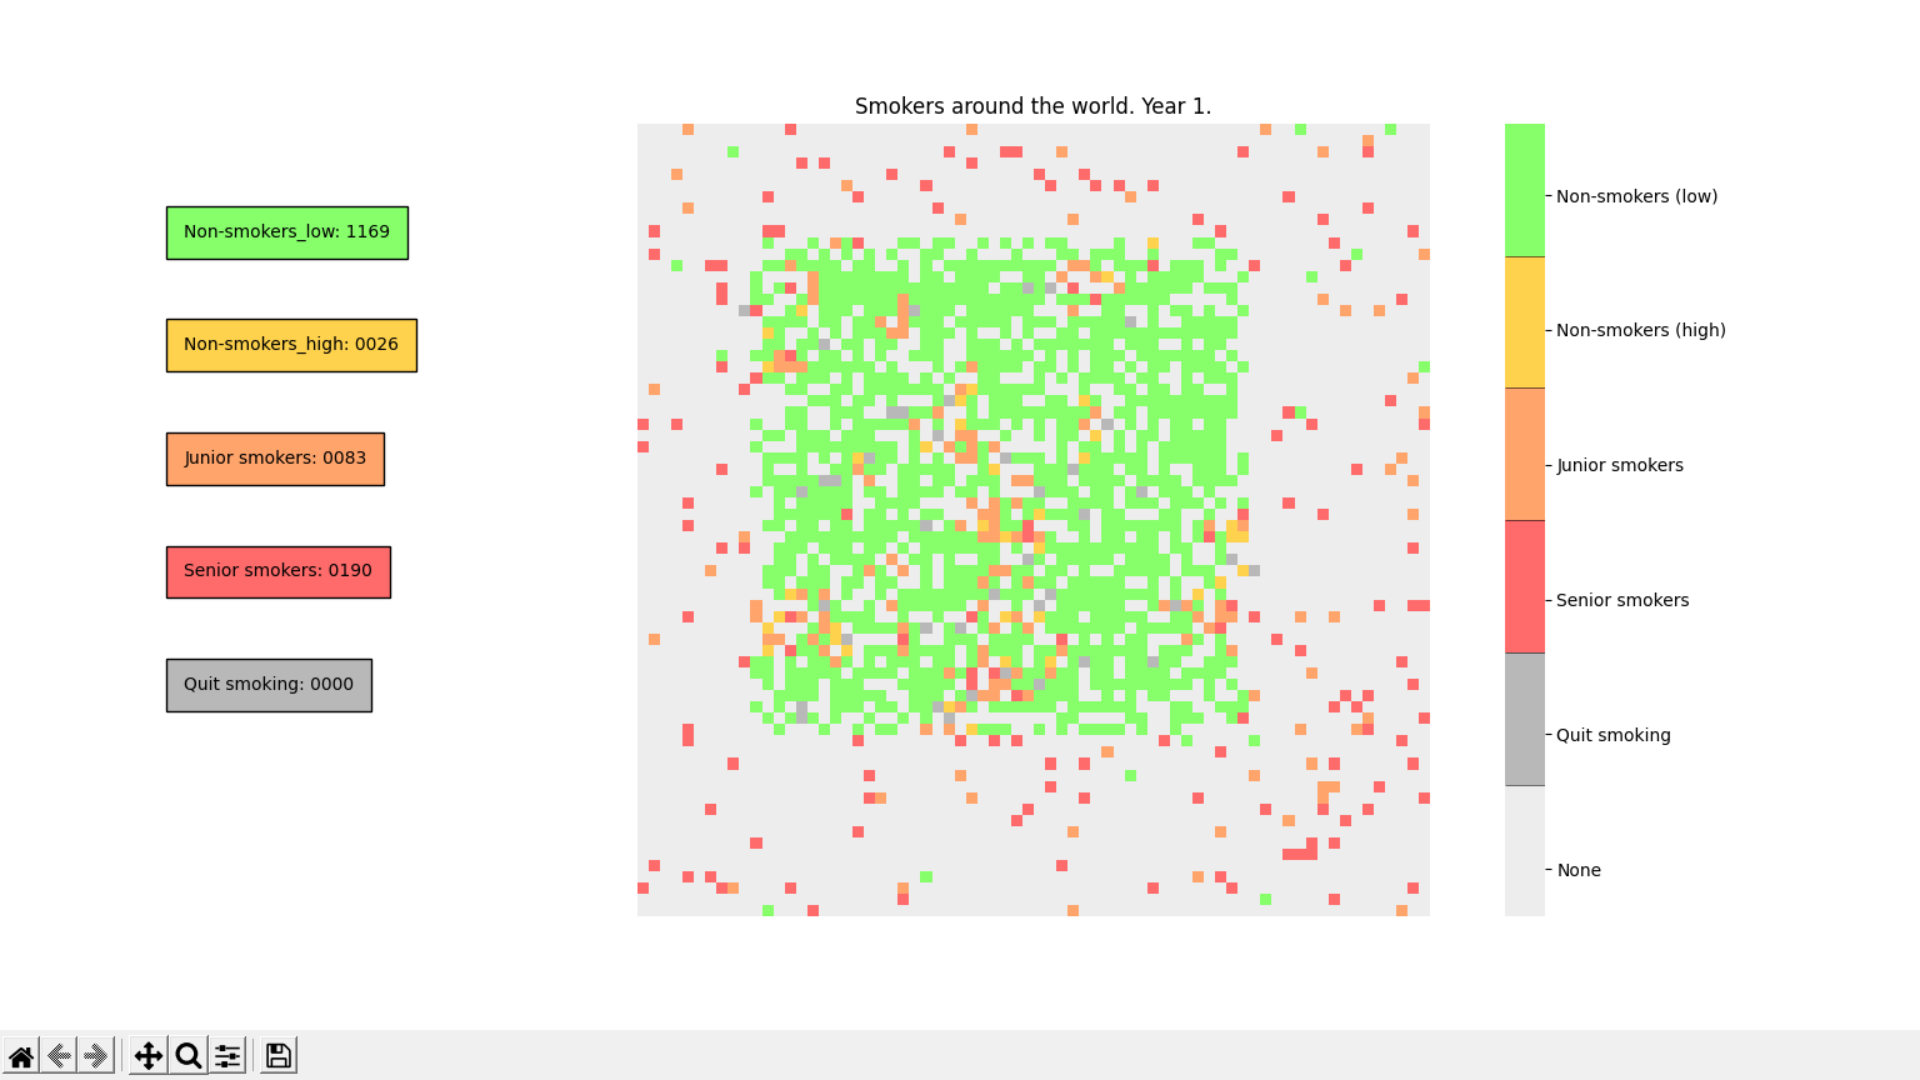 Smokers around the world. Year 1.
Non-smokers_low: 1169
Non-smokers_high: 0026
Junior smokers: 0083
Senior smokers: 0190
Quit smoking: 0000
Non-smokers (low)
Non-smokers (high)
Junior smokers
Senior smokers
Quit smoking
None